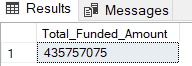 Results Messages
Total_Funded_Amount
1 435757075